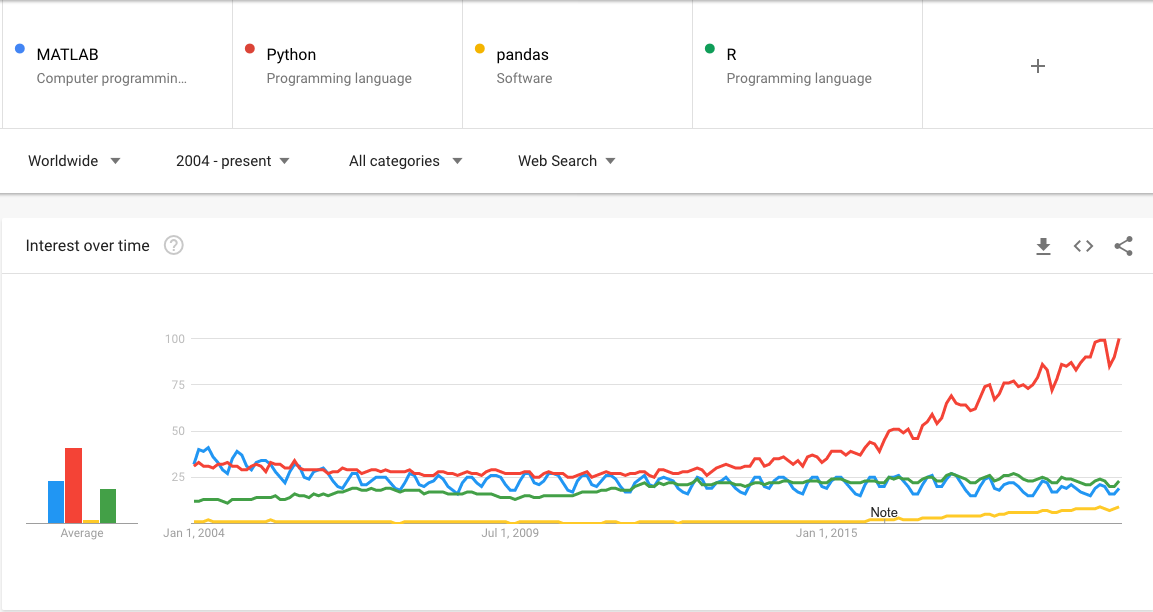 MATLAB
Computer programmin...
Python
Programming language
pandas
Software
R
Programming language
+
Worldwide
2004 - present
All categories
Web Search
Interest over time ?
100
75
50
25
Note
Average
Jan 1, 2004
Jul 1, 2009
Jan 1, 2015